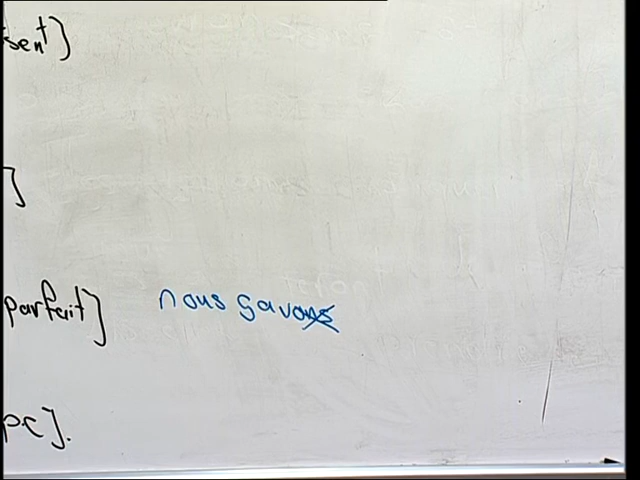 sent]
]
parfait] nous savons
pc].